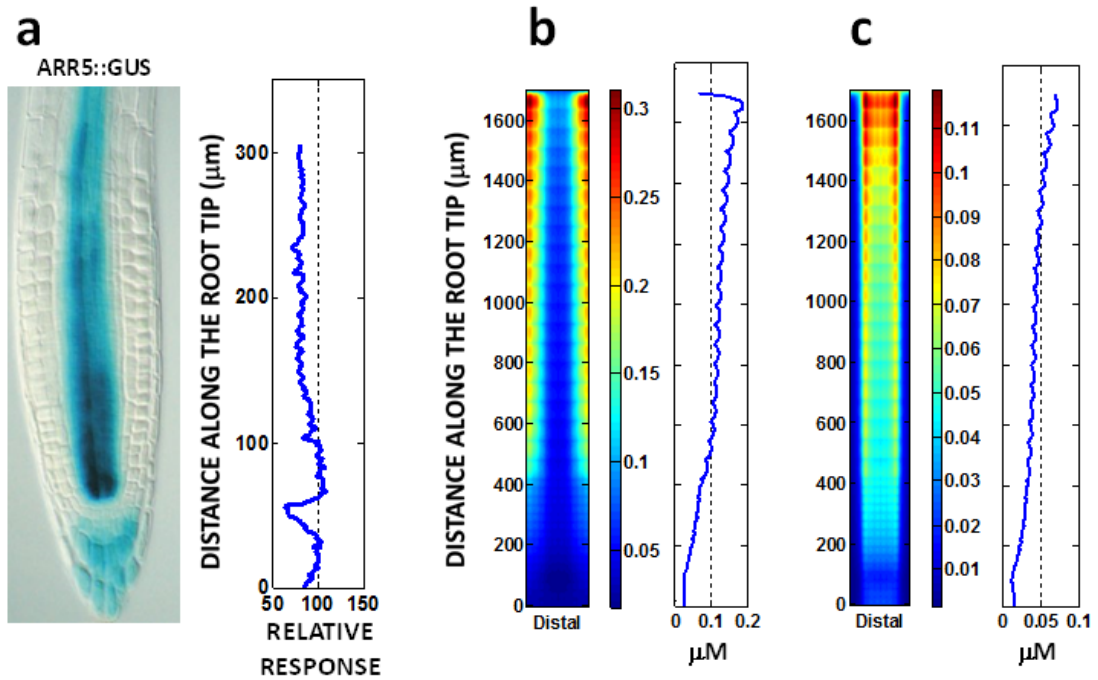 a
ARR5::GUS
DISTANCE ALONG THE ROOT TIP (μm)
300
200
100
0
50 100 150
RELATIVE
RESPONSE
b
DISTANCE ALONG THE ROOT TIP (μm)
1600
1400
1200
1000
800
600
400
200
0
Distal
0.3
0.25
0.2
0.15
0.1
0.05
0 0.1 0.2
μM
c
1600
1400
1200
1000
800
600
400
200
0
Distal
0.11
0.1
0.09
0.08
0.07
0.06
0.05
0.04
0.03
0.02
0.01
0 0.05 0.1
μM